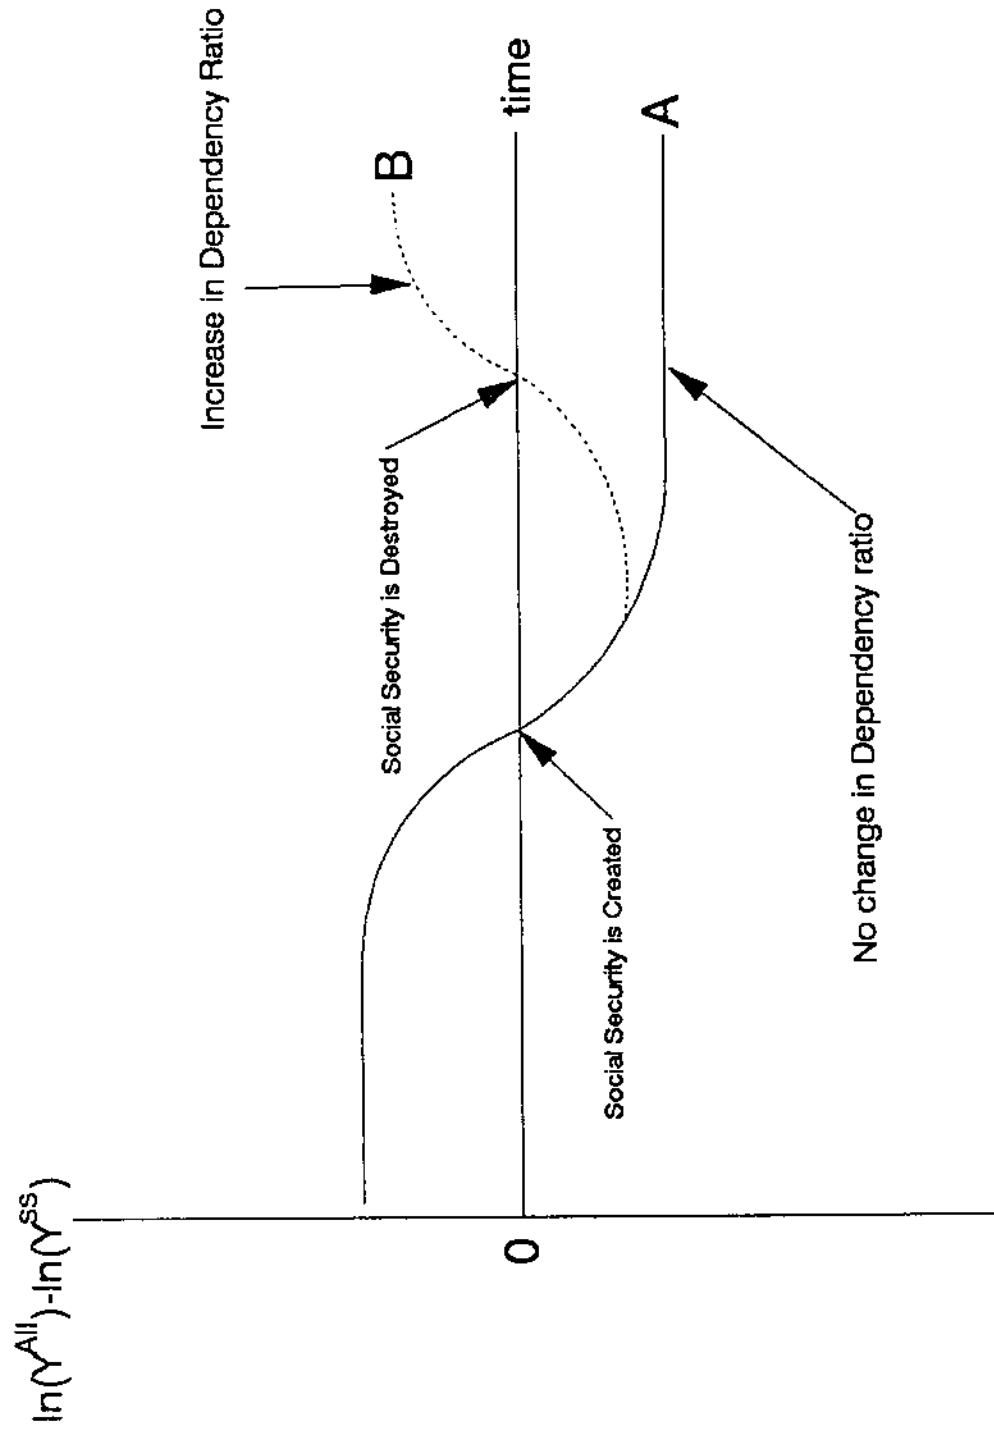 ln(Y^All)-ln(Y^SS)
Increase in Dependency Ratio
B
Social Security is Destroyed
0
time
Social Security is Created
A
No change in Dependency ratio